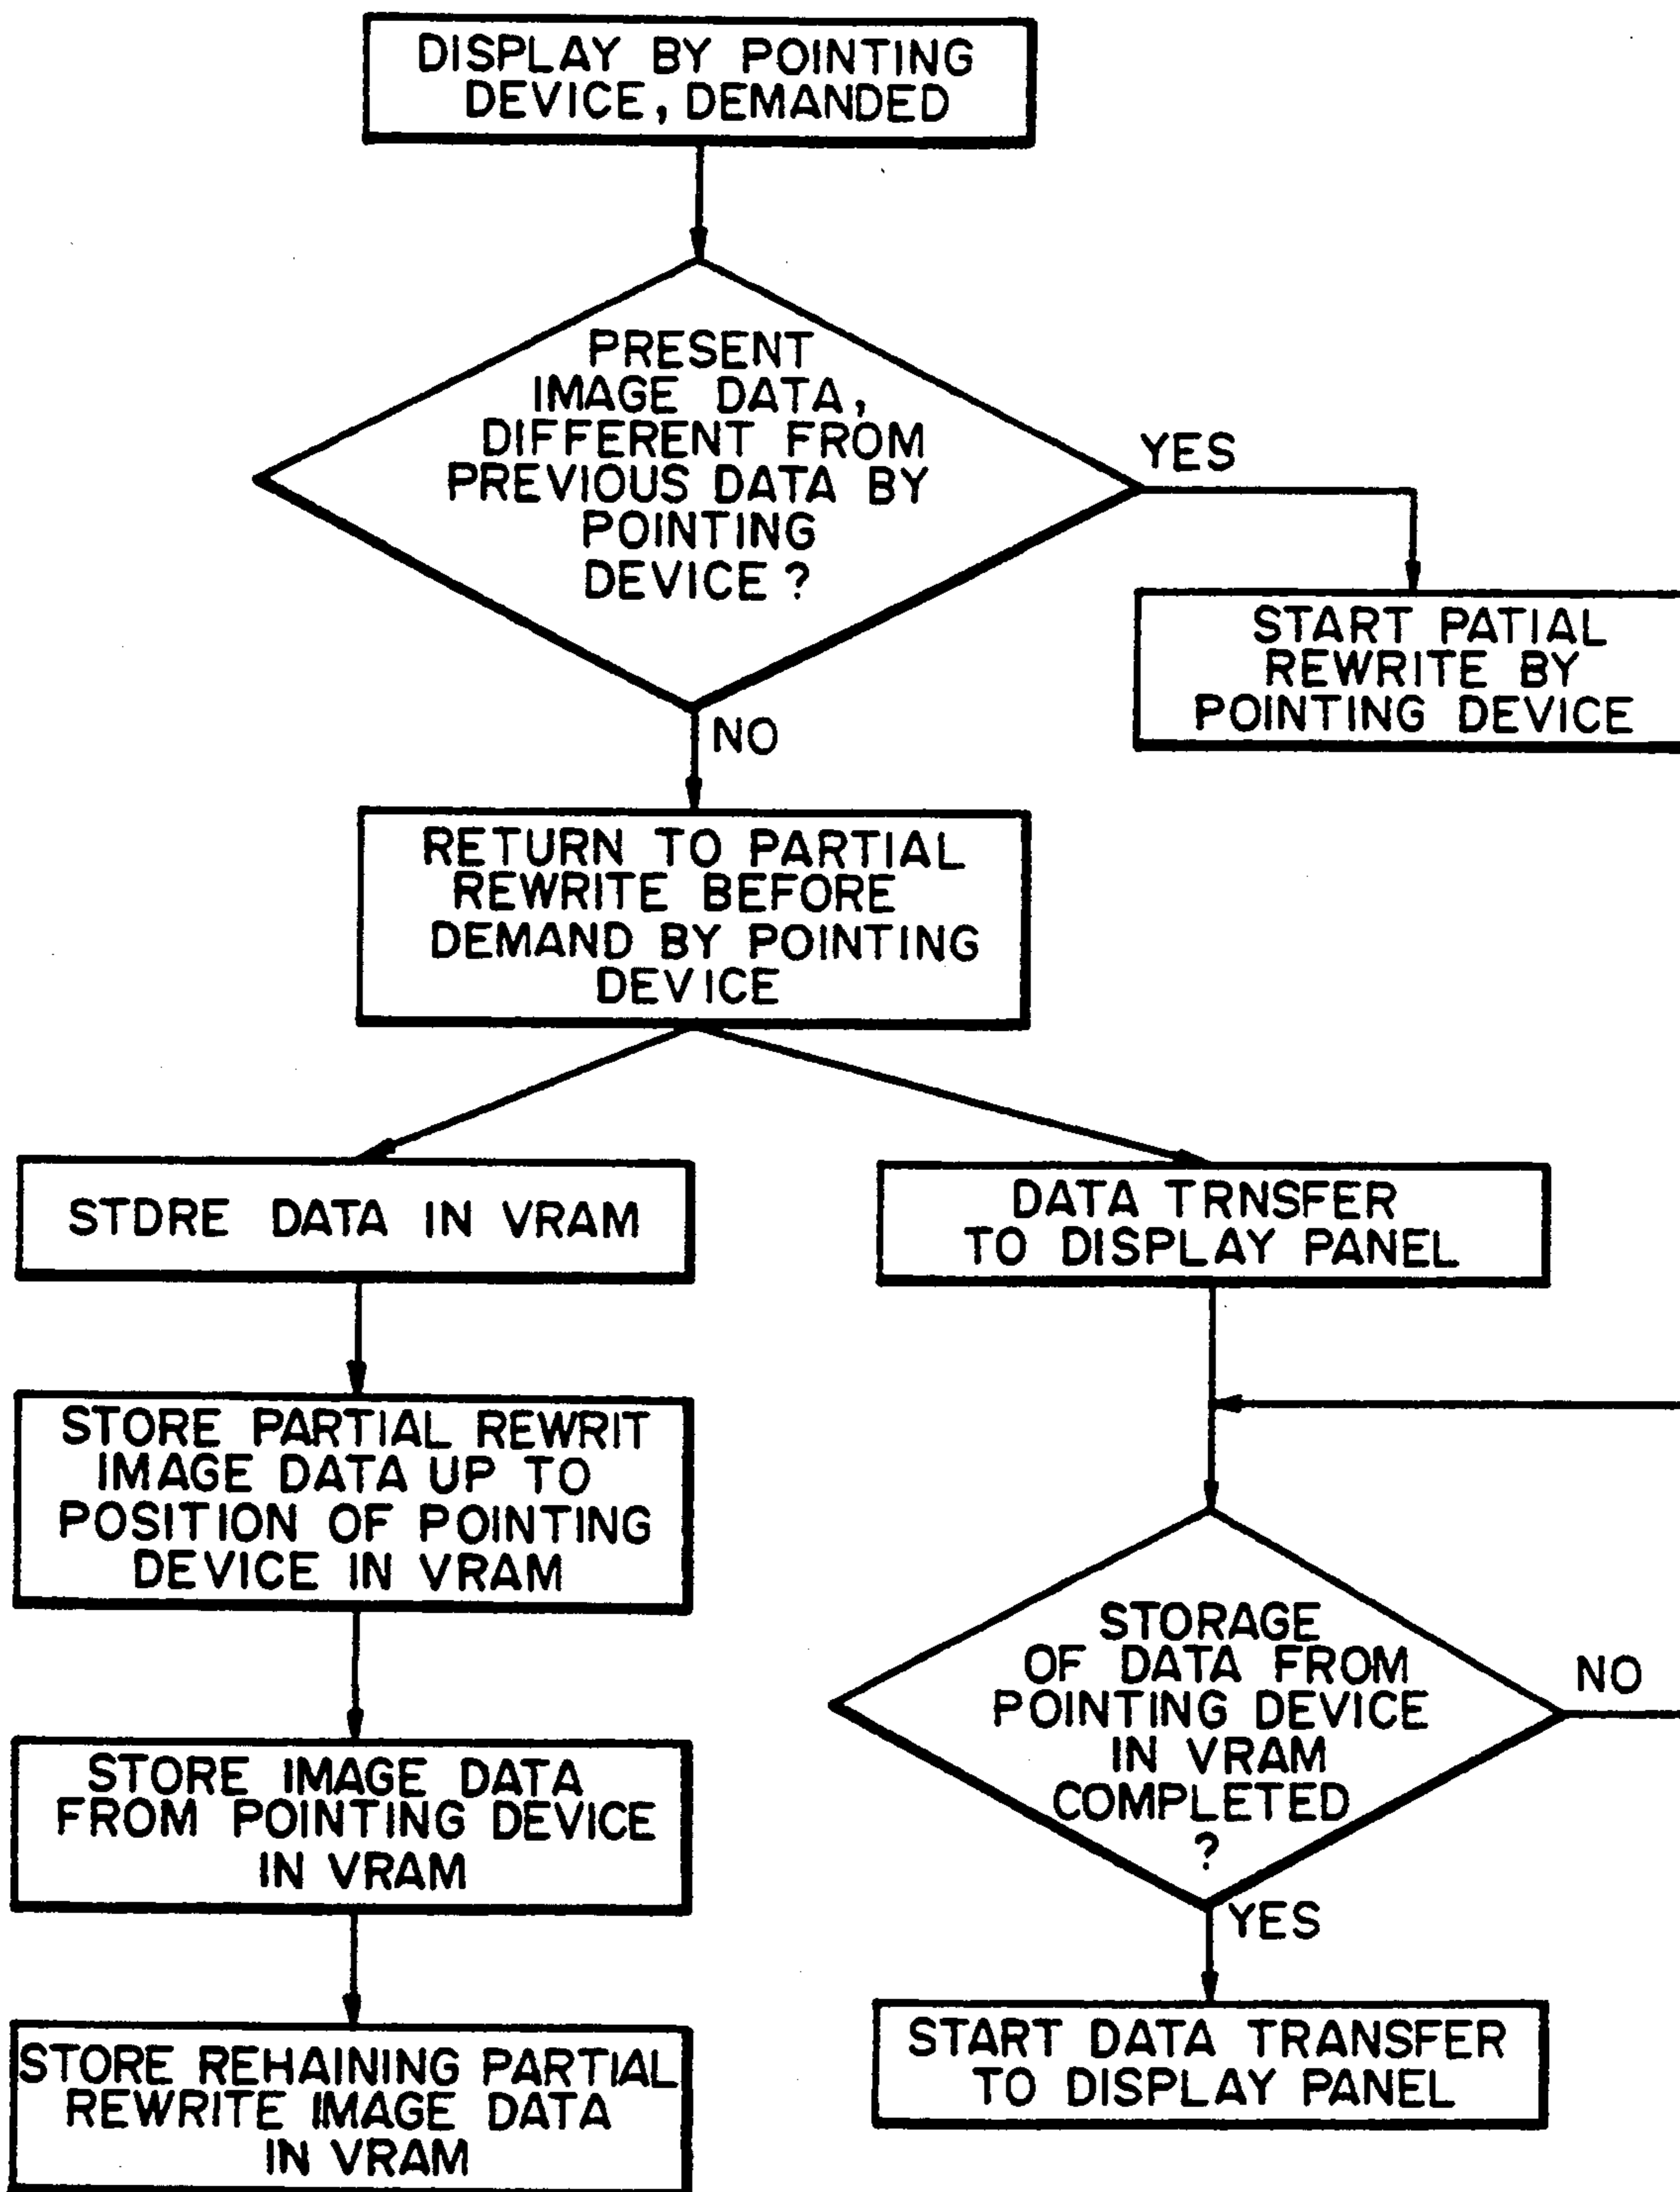 DISPLAY BY POINTING
DEVICE, DEMANDED
PRESENT
IMAGE DATA,
DIFFERENT FROM
PREVIOUS DATA BY
POINTING
DEVICE?
YES
START PATIAL
REWRITE BY
POINTING DEVICE
NO
RETURN TO PARTIAL
REWRITE BEFORE
DEMAND BY POINTING
DEVICE
STDRE DATA IN VRAM
DATA TRNSFER
TO DISPLAY PANEL
STORE PARTIAL REWRIT
IMAGE DATA UP TO
POSITION OF POINTING
DEVICE IN VRAM
STORAGE
OF DATA FROM
POINTING DEVICE
IN VRAM
COMPLETED
?
NO
STORE IMAGE DATA
FROM POINTING DEVICE
IN VRAM
YES
START DATA TRANSFER
TO DISPLAY PANEL
STORE REHAINING PARTIAL
REWRITE IMAGE DATA
IN VRAM